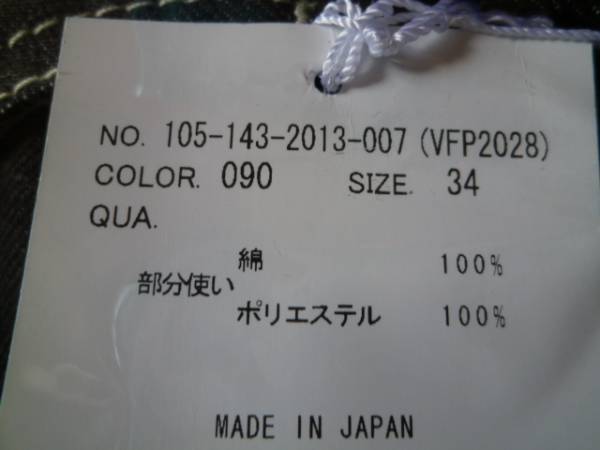 NO. 105-143-2013-007 (VFP2028)
COLOR. 090 SIZE. 34
QUA.
綿 100%
部分使い
ポリエステル 100%
MADE IN JAPAN